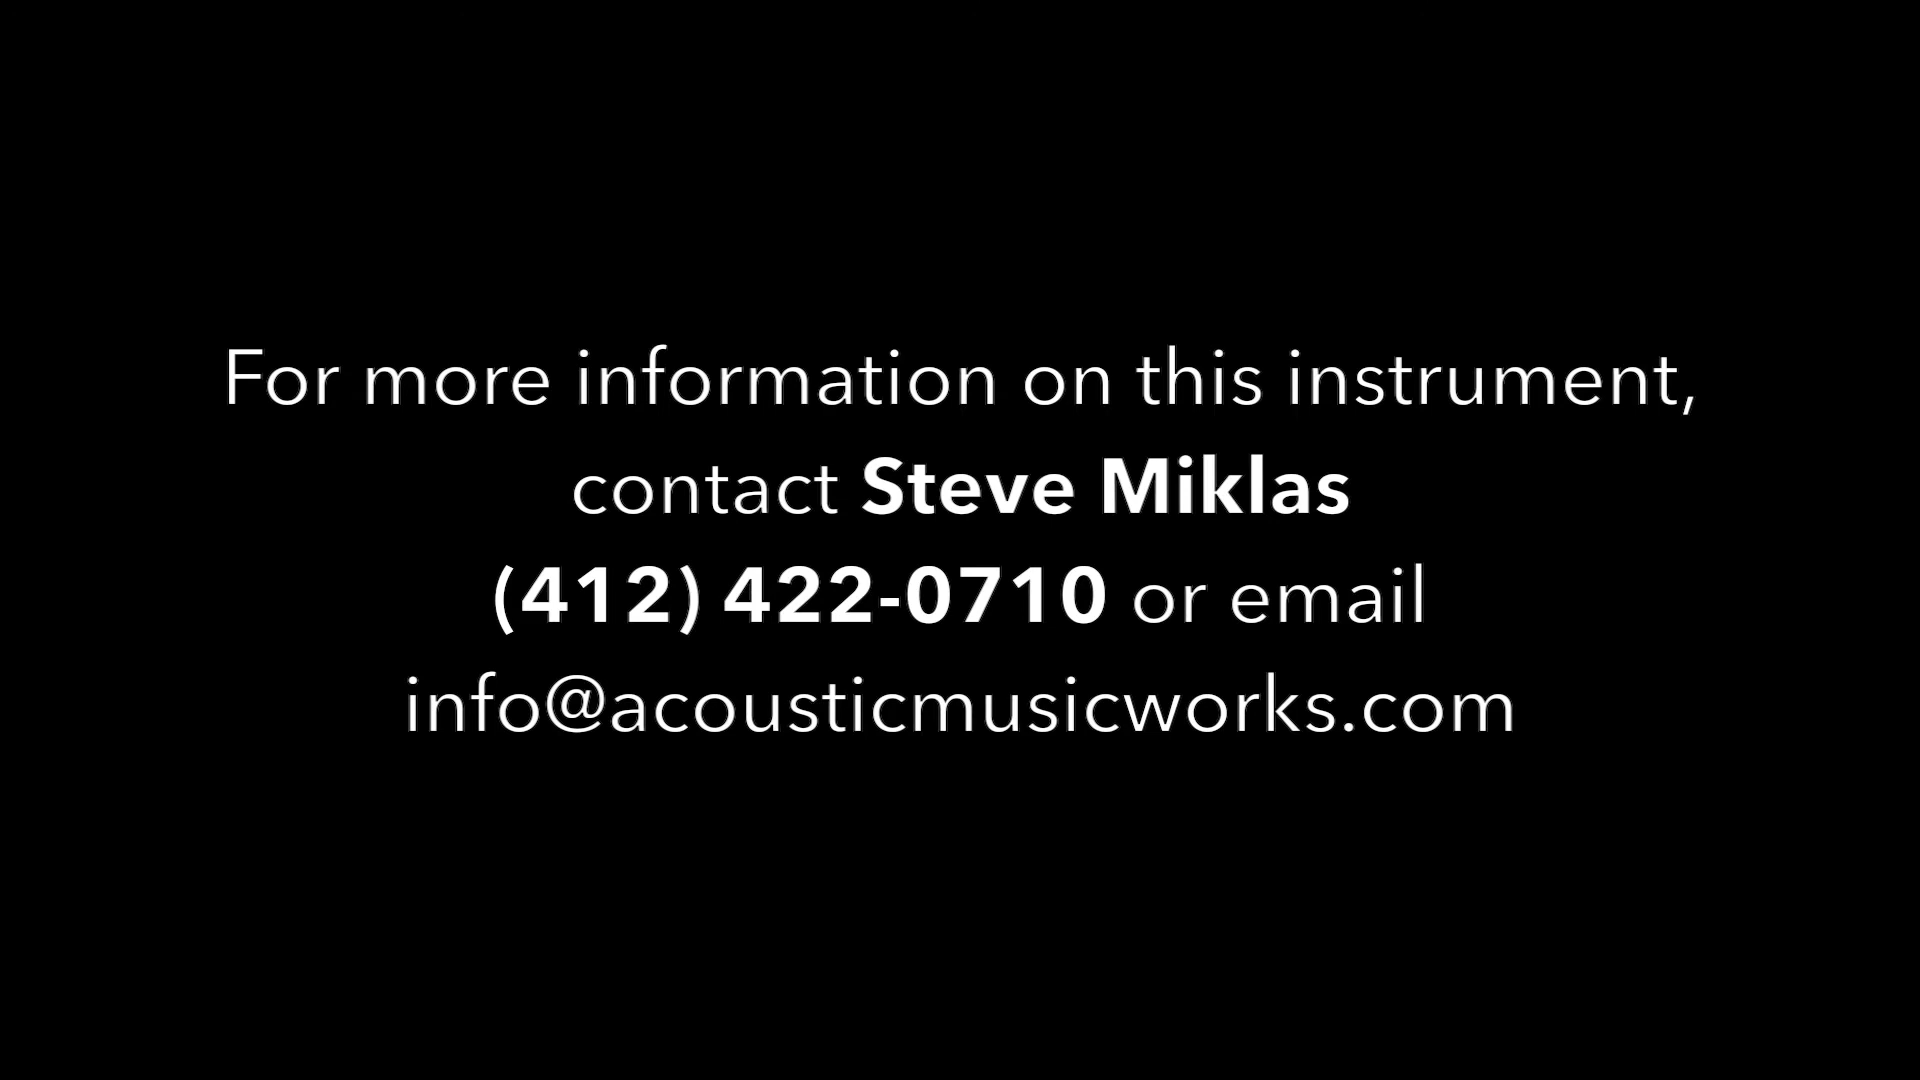 For more information on this instrument,
contact Steve Miklas
(412) 422-0710 or email
info@acousticmusicworks.com